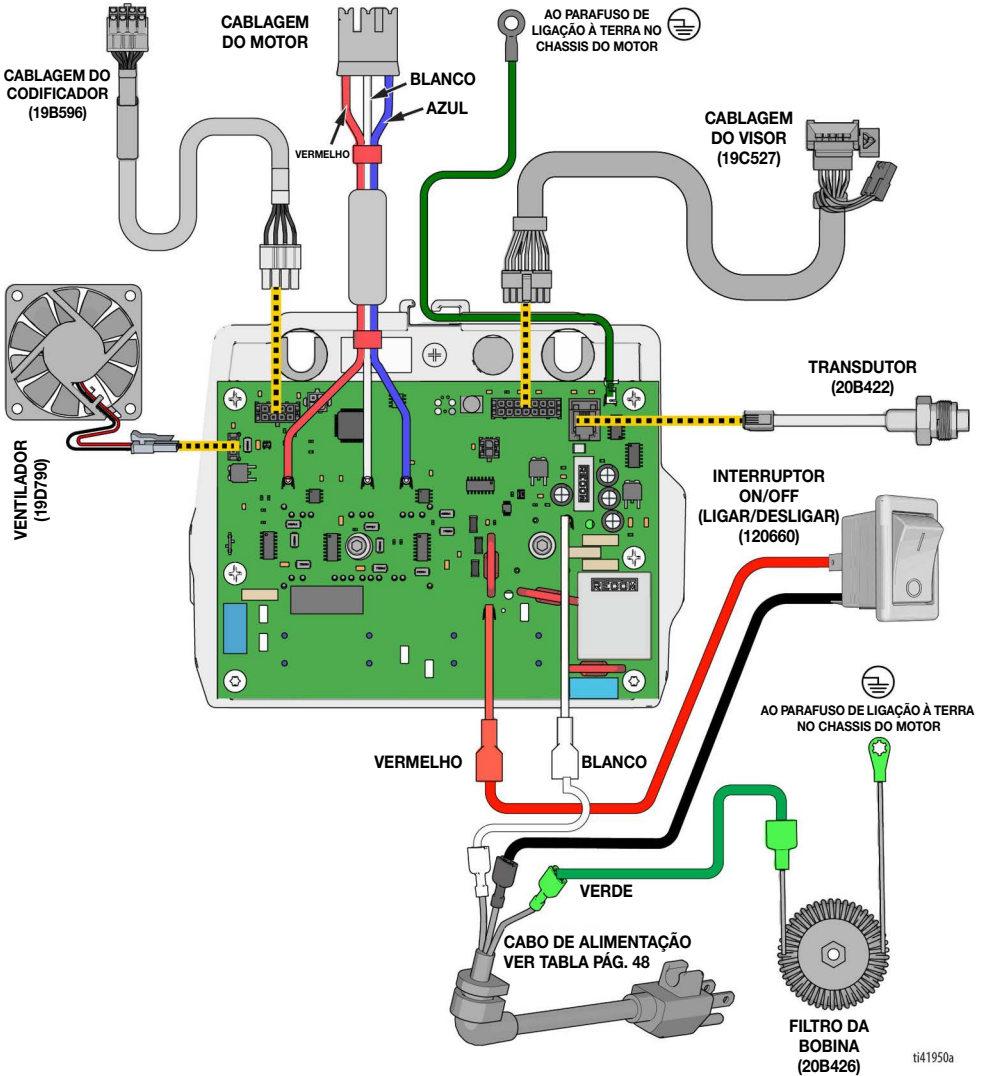 CABLAGEM DO
CODIFICADOR
(19B596)
CABLAGEM
DO MOTOR
AO PARAFUSO DE
LIGAÇÃO À TERRA NO
CHASSIS DO MOTOR
BLANCO
AZUL
VERMELHO
CABLAGEM
DO VISOR
(19C527)
VENTILADOR
(19D790)
TRANSDUTOR
(20B422)
INTERRUPTOR
ON/OFF
(LIGAR/DESLIGAR)
(120660)
AO PARAFUSO DE LIGAÇÃO À TERRA
NO CHASSIS DO MOTOR
VERMELHO
BLANCO
VERDE
CABO DE ALIMENTAÇÃO
VER TABLA PÁG. 48
FILTRO DA
BOBINA
(20B426)
ti41950a